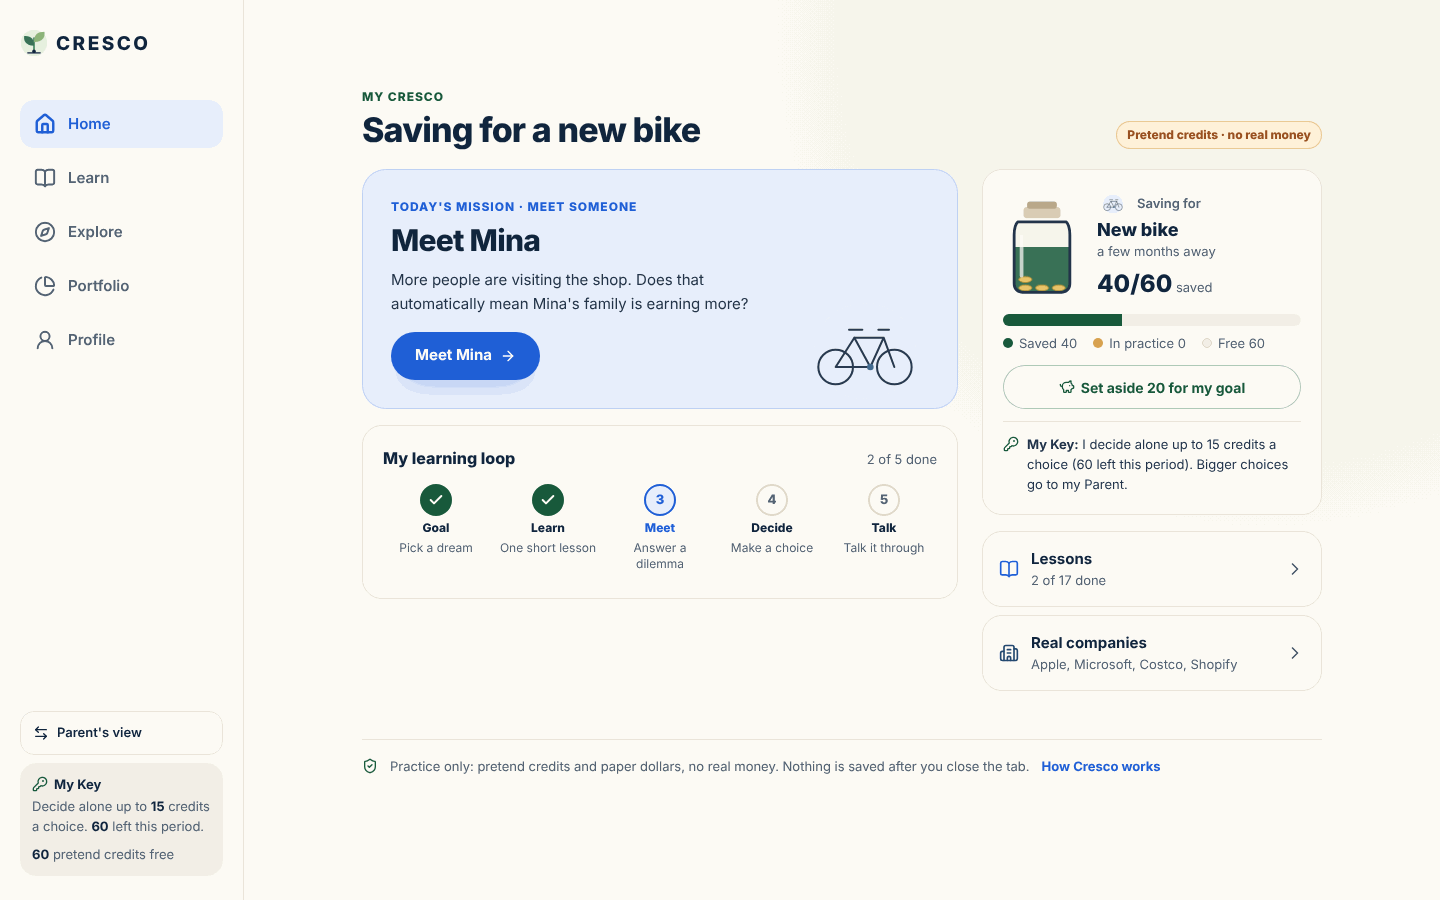 CRESCO
Home
Learn
Explore
Portfolio
Profile
Parent's view
My Key
Decide alone up to 15 credits
a choice. 60 left this period.
60 pretend credits free
MY CRESCO
Saving for a new bike
Pretend credits · no real money
TODAY'S MISSION · MEET SOMEONE
Meet Mina
More people are visiting the shop. Does that
automatically mean Mina's family is earning more?
Meet Mina
My learning loop
2 of 5 done
3
4
5
Goal
Learn
Meet
Decide
Talk
Pick a dream
One short lesson
Answer a
dilemma
Make a choice
Talk it through
Saving for
New bike
a few months away
40/60 saved
Saved 40
In practice 0
Free 60
Set aside 20 for my goal
My Key: I decide alone up to 15 credits a
choice (60 left this period). Bigger choices
go to my Parent.
Lessons
2 of 17 done
Real companies
Apple, Microsoft, Costco, Shopify
Practice only: pretend credits and paper dollars, no real money. Nothing is saved after you close the tab. How Cresco works